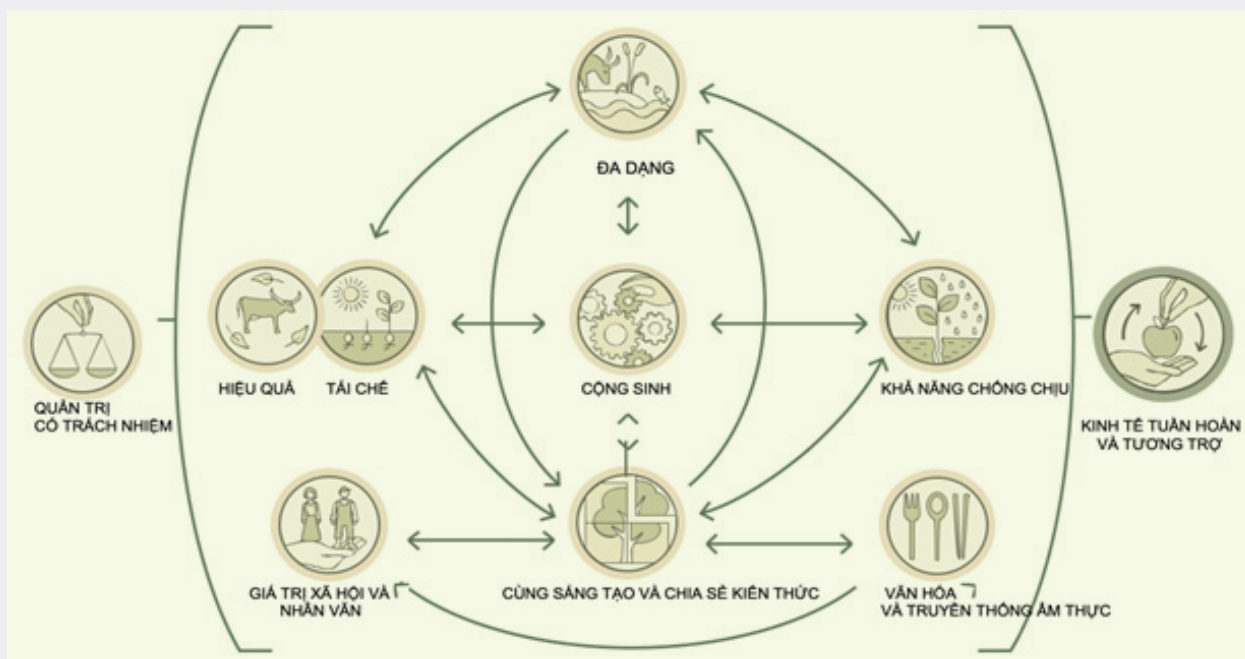 ĐA DẠNG
HIỆU QUẢ
TÁI CHẾ
CỘNG SINH
KHẢ NĂNG CHỐNG CHỊU
QUẢN TRỊ
CÓ TRÁCH NHIỆM
KINH TẾ TUẦN HOÀN
VÀ TƯƠNG TRỢ
GIÁ TRỊ XÃ HỘI VÀ
NHÂN VĂN
CÙNG SÁNG TẠO VÀ CHIA SẺ KIẾN THỨC
VĂN HÓA
VÀ TRUYỀN THỐNG ẨM THỰC